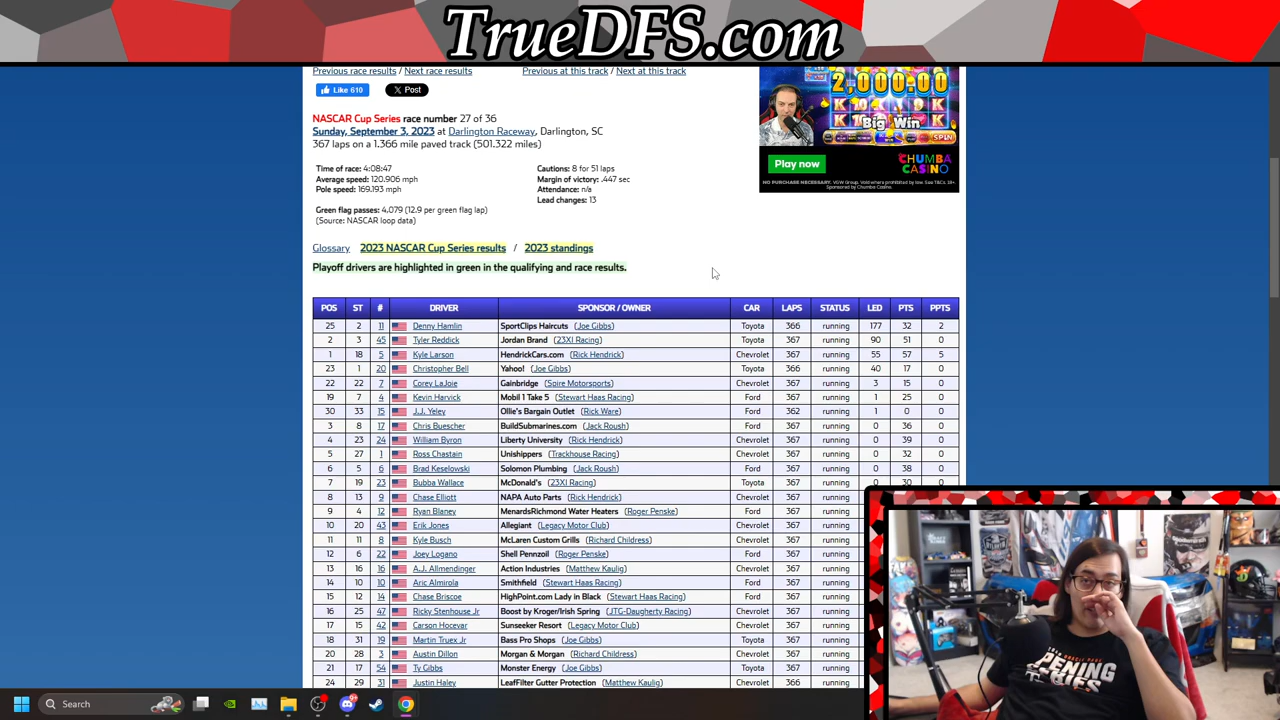 TrueDFS.com
Previous race results / Next race results Previous at this track / Next at this track
Like 610 X Post
2,000.00
Big Win
SPIN
Play now CHUMBA CASINO
NASCAR Cup Series race number 27 of 36
Sunday, September 3, 2023 at Darlington Raceway, Darlington, SC
367 laps on a 1.366 mile paved track (501.322 miles)
Time of race: 4:08:47 Cautions: 8 for 51 laps
Average speed: 120.906 mph Margin of victory: .447 sec
Pole speed: 169.193 mph Attendance: n/a
Lead changes: 13
Green flag passes: 4,079 (12.9 per green flag lap)
(Source: NASCAR loop data)
Glossary 2023 NASCAR Cup Series results / 2023 standings
Playoff drivers are highlighted in green in the qualifying and race results.
POS ST # DRIVER SPONSOR / OWNER CAR LAPS STATUS LED PTS PPTS
25 2 11 Denny Hamlin SportClips Haircuts (Joe Gibbs) Toyota 366 running 177 32 2
2 3 45 Tyler Reddick Jordan Brand (23XI Racing) Toyota 367 running 90 51 0
1 18 5 Kyle Larson HendrickCars.com (Rick Hendrick) Chevrolet 367 running 55 57 5
23 1 20 Christopher Bell Yahoo! (Joe Gibbs) Toyota 366 running 40 17 0
22 22 7 Corey LaJoie Gainbridge (Spire Motorsports) Chevrolet 367 running 3 15 0
19 7 4 Kevin Harvick Mobil 1 Take 5 (Stewart Haas Racing) Ford 367 running 1 25 0
30 33 15 J.J. Yeley Ollie's Bargain Outlet (Rick Ware) Ford 362 running 1 0 0
3 8 17 Chris Buescher BuildSubmarines.com (Jack Roush) Ford 367 running 0 36 0
4 23 24 William Byron Liberty University (Rick Hendrick) Chevrolet 367 running 0 39 0
5 27 1 Ross Chastain Unishippers (Trackhouse Racing) Chevrolet 367 running 0 32 0
6 5 6 Brad Keselowski Solomon Plumbing (Jack Roush) Ford 367 running 0 38 0
7 19 23 Bubba Wallace McDonald's (23XI Racing) Toyota 367 running 0 30 0
8 13 9 Chase Elliott NAPA Auto Parts (Rick Hendrick) Chevrolet 367
9 4 12 Ryan Blaney MenardsRichmond Water Heaters (Roger Penske) Ford 367
10 20 43 Erik Jones Allegiant (Legacy Motor Club) Chevrolet 367
11 11 8 Kyle Busch McLaren Custom Grills (Richard Childress) Chevrolet 367 running
12 6 22 Joey Logano Shell Pennzoil (Roger Penske) Ford 367 running
13 16 16 A.J. Allmendinger Action Industries (Matthew Kaulig) Chevrolet 367 running
14 10 10 Aric Almirola Smithfield (Stewart Haas Racing) Ford 367 running
15 12 14 Chase Briscoe HighPoint.com Lady in Black (Stewart Haas Racing) Ford 367 running
16 25 47 Ricky Stenhouse Jr Boost by Kroger/Irish Spring (JTG-Daugherty Racing) Chevrolet 367 running
17 15 42 Carson Hocevar Sunseeker Resort (Legacy Motor Club) Chevrolet 367 running
18 31 19 Martin Truex Jr Bass Pro Shops (Joe Gibbs) Toyota 367 running
20 28 3 Austin Dillon Morgan & Morgan (Richard Childress) Chevrolet 367 running
21 17 54 Ty Gibbs Monster Energy (Joe Gibbs) Toyota 367 running
24 29 31 Justin Haley LeafFilter Gutter Protection (Matthew Kaulig) Chevrolet 366 running
Search